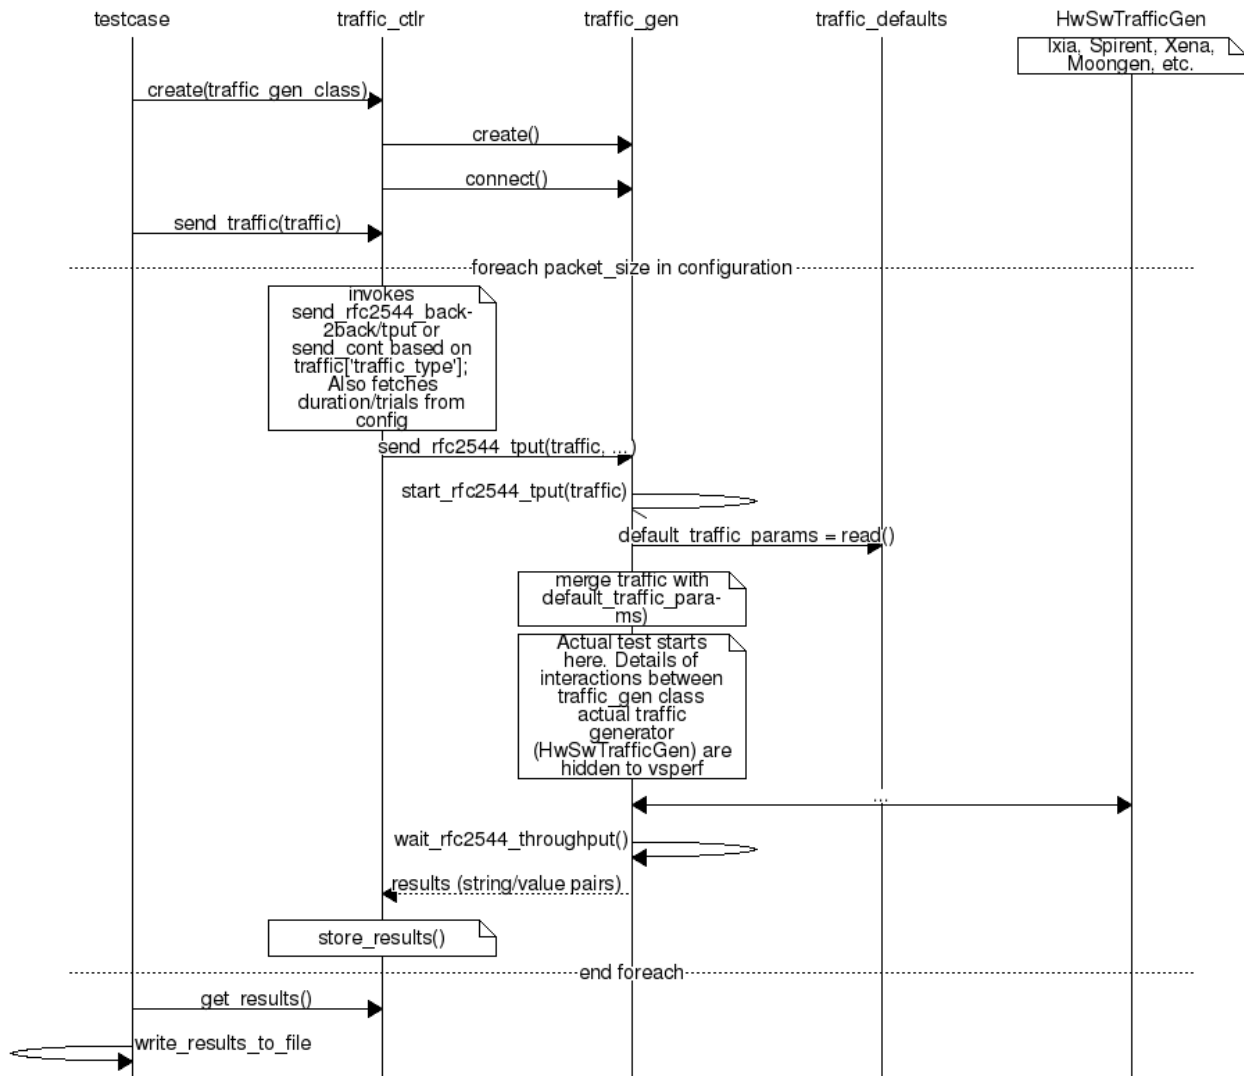 testcase
traffic_ctlr
traffic_gen
traffic_defaults
HwSwTrafficGen
Ixia, Spirent, Xena,
Moongen, etc.
create(traffic_gen_class)
create()
connect()
send_traffic(traffic)
foreach packet_size in configuration
invokes
send_rfc2544_back-
2back/tput or
send_cont based on
traffic['traffic_type'];
Also fetches
duration/trials from
config
send_rfc2544_tput(traffic, ...)
start_rfc2544_tput(traffic)
default_traffic_params = read()
merge traffic with
default_traffic_para-
ms)
Actual test starts
here. Details of
interactions between
traffic_gen class
actual traffic
generator
(HwSwTrafficGen) are
hidden to vsperf
...
wait_rfc2544_throughput()
results (string/value pairs)
store_results()
end foreach
get_results()
write_results_to_file